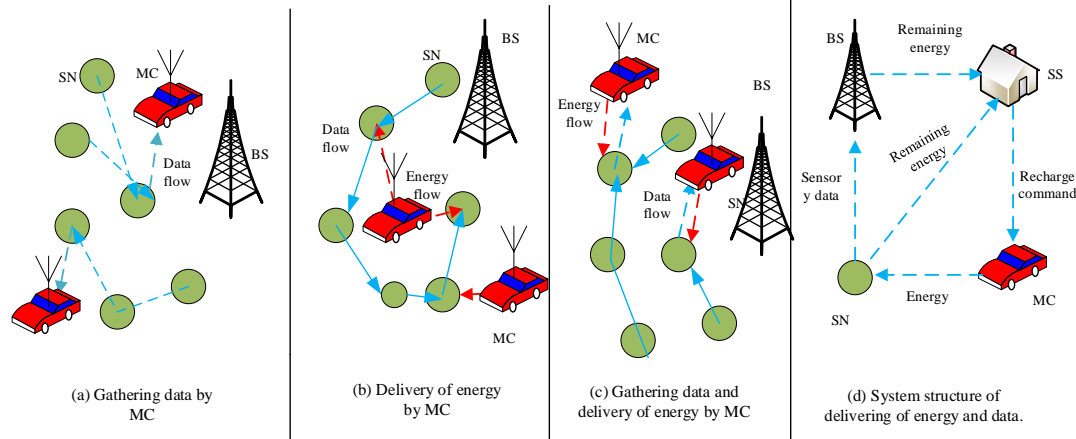 SN
MC
Data
flow
BS
(a) Gathering data by
MC
BS
SN
Data
flow
Energy
flow
MC
(b) Delivery of energy
by MC
MC
Energy
flow
BS
SN
Data
flow
(c) Gathering data and
delivery of energy by MC
BS
Remaining
energy
SS
Remaining
energy
Sensor
y data
Recharge
command
Energy
SN
MC
(d) System structure of
delivering of energy and data.